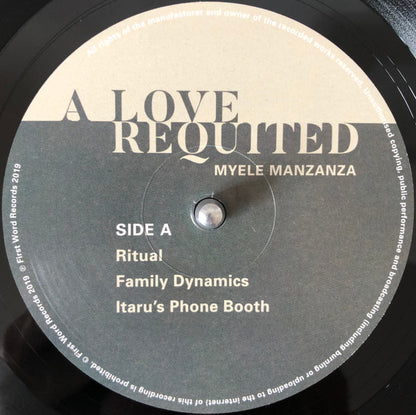 A LOVE
REQUITED
MYELE MANZANZA
SIDE A
Ritual
Family Dynamics
Itaru's Phone Booth
All rights of the manufacturer and owner of the recorded works reserved. Unauthorised copying, public performance and broadcasting (including burning or uploading to the internet) of this recording is prohibited. © First Word Records 2019 ℗ First Word Records 2019